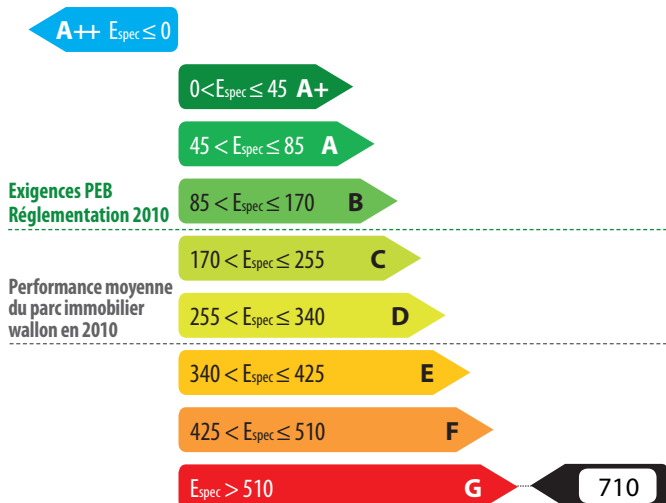 A++ Espec ≤ 0
0 < Espec ≤ 45 A+
45 < Espec ≤ 85 A
Exigences PEB
Réglementation 2010
85 < Espec ≤ 170 B
170 < Espec ≤ 255 C
Performance moyenne
du parc immobilier
wallon en 2010
255 < Espec ≤ 340 D
340 < Espec ≤ 425 E
425 < Espec ≤ 510 F
Espec > 510 G
710